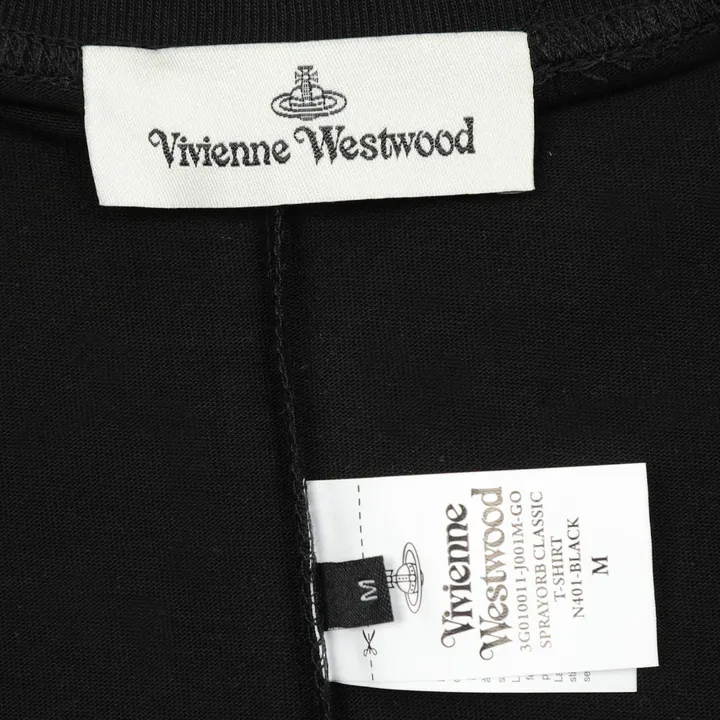 Vivienne Westwood
M
Vivienne
Westwood
3G010011-J001M-GO
SPRAYORB CLASSIC
T-SHIRT
N401-BLACK
M